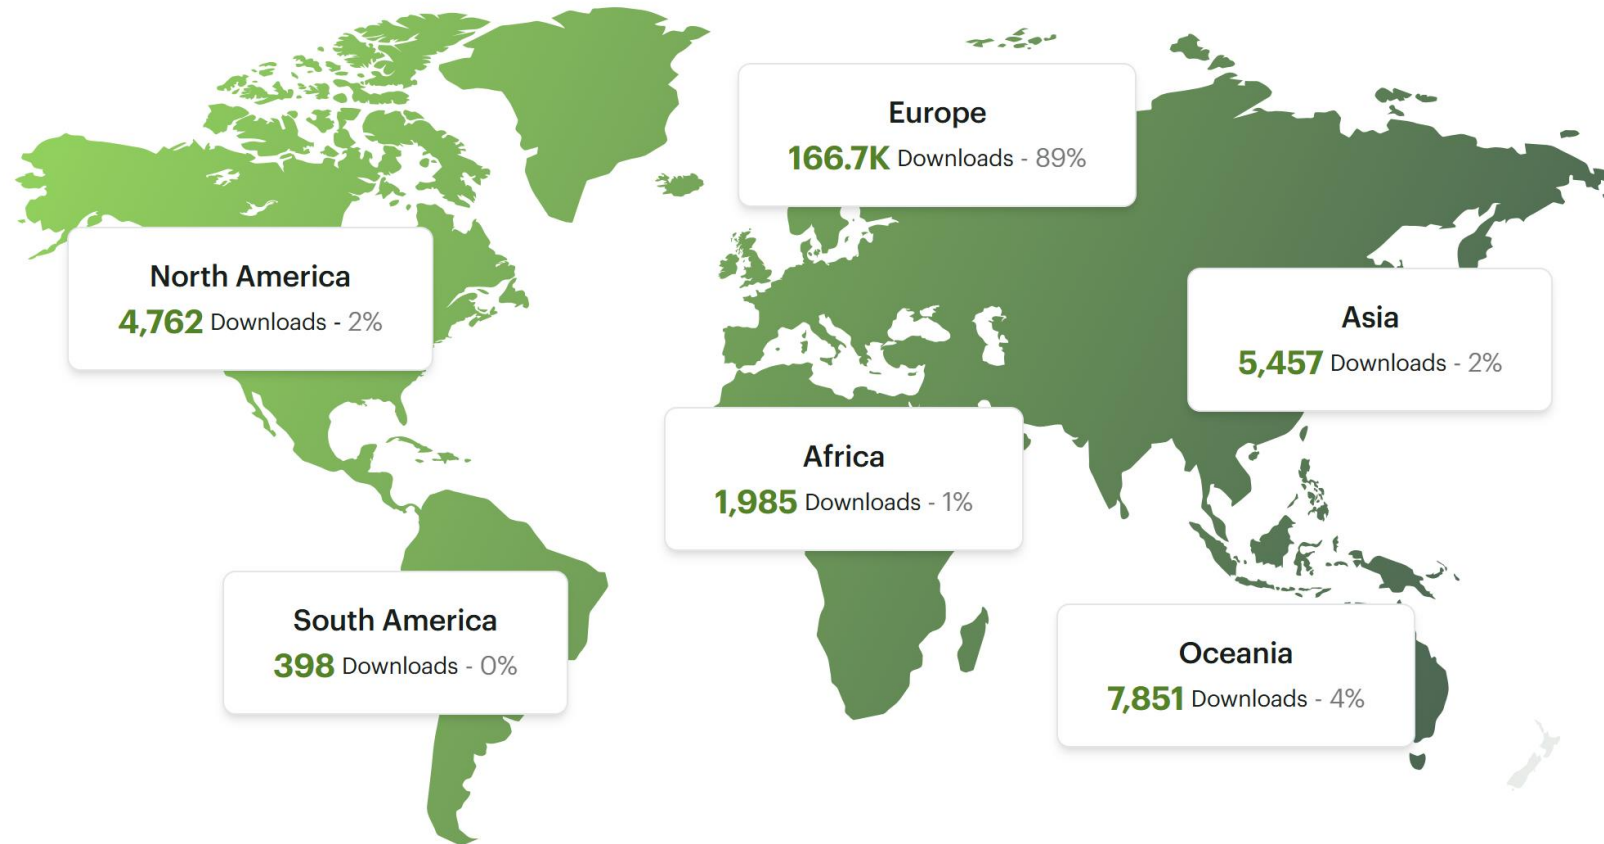 Europe
166.7K Downloads - 89%
North America
4,762 Downloads - 2%
Asia
5,457 Downloads - 2%
Africa
1,985 Downloads - 1%
South America
398 Downloads - 0%
Oceania
7,851 Downloads - 4%